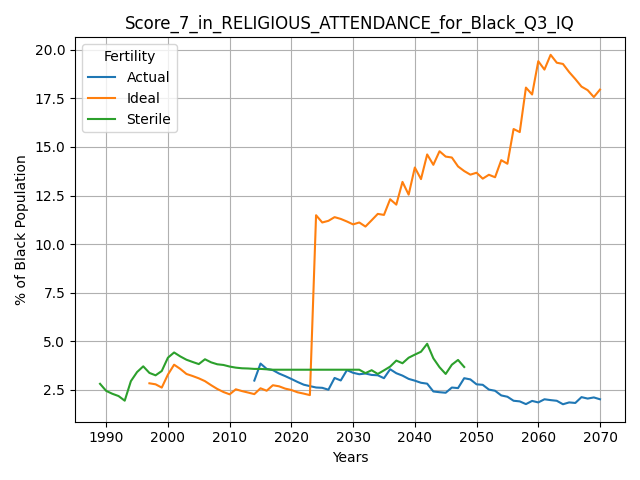 Score_7_in_RELIGIOUS_ATTENDANCE_for_Black_Q3_IQ
Fertility
Actual
Ideal
Sterile
% of Black Population
20.0
17.5
15.0
12.5
10.0
7.5
5.0
2.5
1990 2000 2010 2020 2030 2040 2050 2060 2070
Years